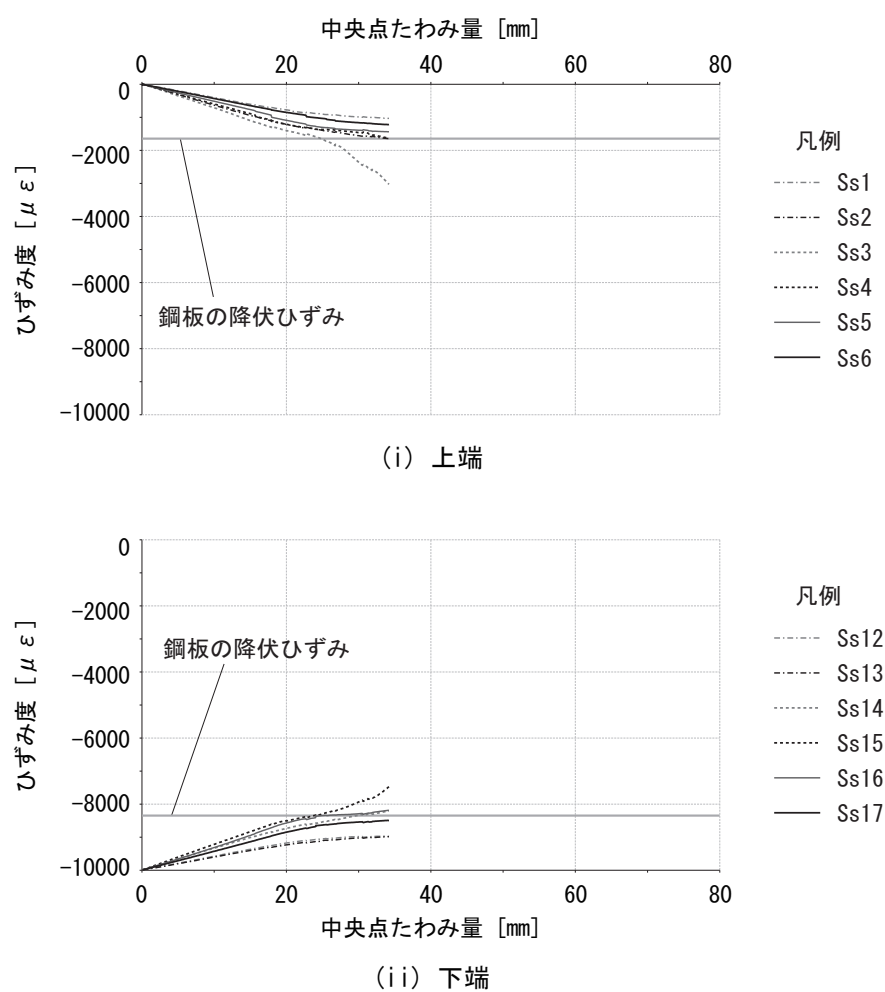 中央点たわみ量 [mm]
0 20 40 60 80
0
-2000
-4000
-6000
-8000
-10000
ひずみ度 [μ ε]
鋼板の降伏ひずみ
凡例
Ss1
Ss2
Ss3
Ss4
Ss5
Ss6
(i) 上端
0
-2000
-4000
-6000
-8000
-10000
ひずみ度 [μ ε]
鋼板の降伏ひずみ
凡例
Ss12
Ss13
Ss14
Ss15
Ss16
Ss17
0 20 40 60 80
中央点たわみ量 [mm]
(ii) 下端